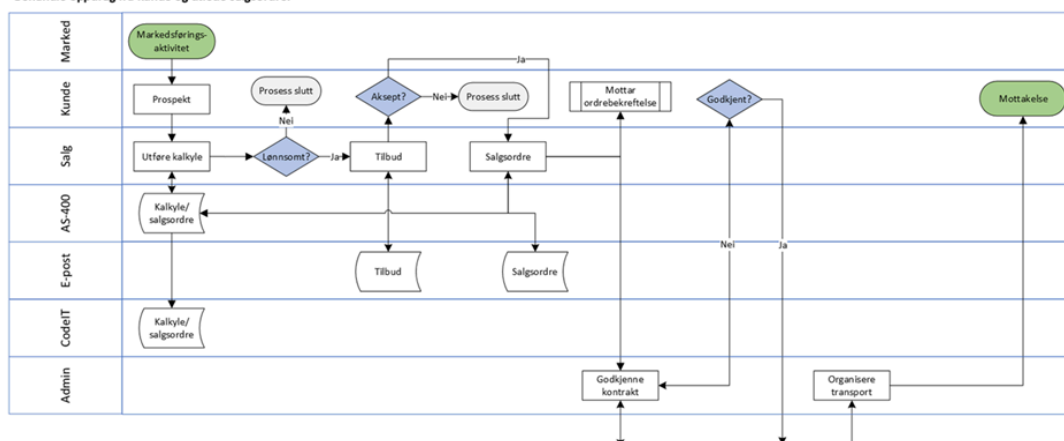 Marked
Markedsførings-
aktivitet
Ja
Kunde
Prospekt
Prosess slutt
Aksept?
Nei
Prosess slutt
Mottar
ordrebekreftelse
Godkjent?
Mottakelse
Nei
Salg
Utføre kalkyle
Lønnsomt?
Ja
Tilbud
Salgsordre
AS-400
Kalkyle/
salgsordre
Nei
Ja
E-post
Tilbud
Salgsordre
CodeIT
Kalkyle/
salgsordre
Admin
Godkjenne
kontrakt
Organisere
transport